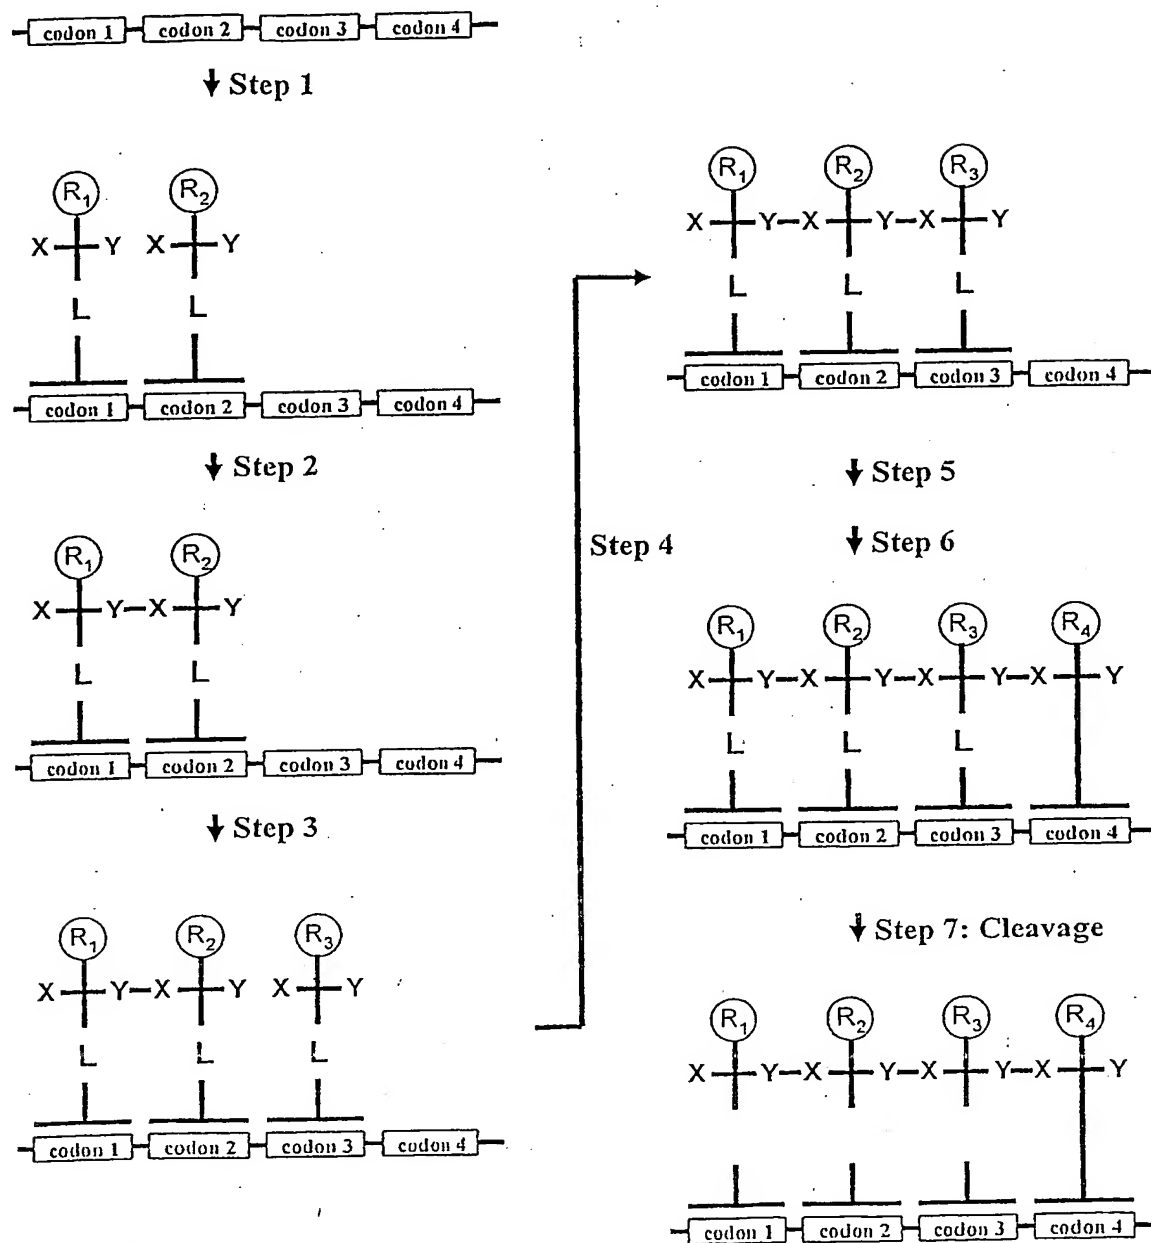 codon 1 codon 2 codon 3 codon 4
Step 1
R1 R2
X Y X Y
L L
codon 1 codon 2 codon 3 codon 4
Step 2
R1 R2
X Y X Y
L L
codon 1 codon 2 codon 3 codon 4
Step 3
R1 R2 R3
X Y X Y X Y
L L L
codon 1 codon 2 codon 3 codon 4
Step 4
R1 R2 R3
X Y X Y X Y
L L L
codon 1 codon 2 codon 3 codon 4
Step 5
Step 6
R1 R2 R3 R4
X Y X Y X Y X Y
L L L
codon 1 codon 2 codon 3 codon 4
Step 7: Cleavage
R1 R2 R3 R4
X Y X Y X Y X Y
codon 1 codon 2 codon 3 codon 4